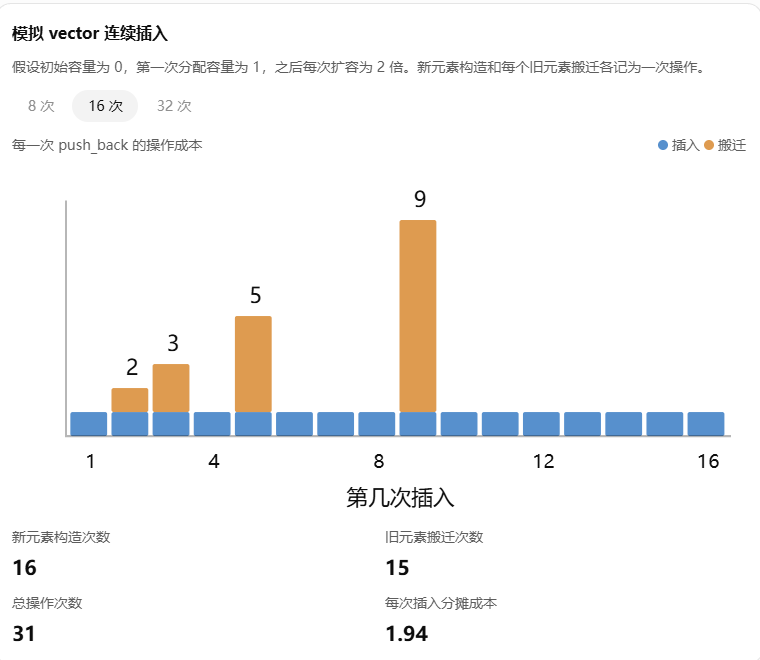 模拟 vector 连续插入
假设初始容量为 0，第一次分配容量为 1，之后每次扩容为 2 倍。新元素构造和每个旧元素搬迁各记为一次操作。
8 次 16 次 32 次
每一次 push_back 的操作成本 插入 搬迁
9
5
3
2
1 4 8 12 16
第几次插入
新元素构造次数 旧元素搬迁次数
16 15
总操作次数 每次插入分摊成本
31 1.94